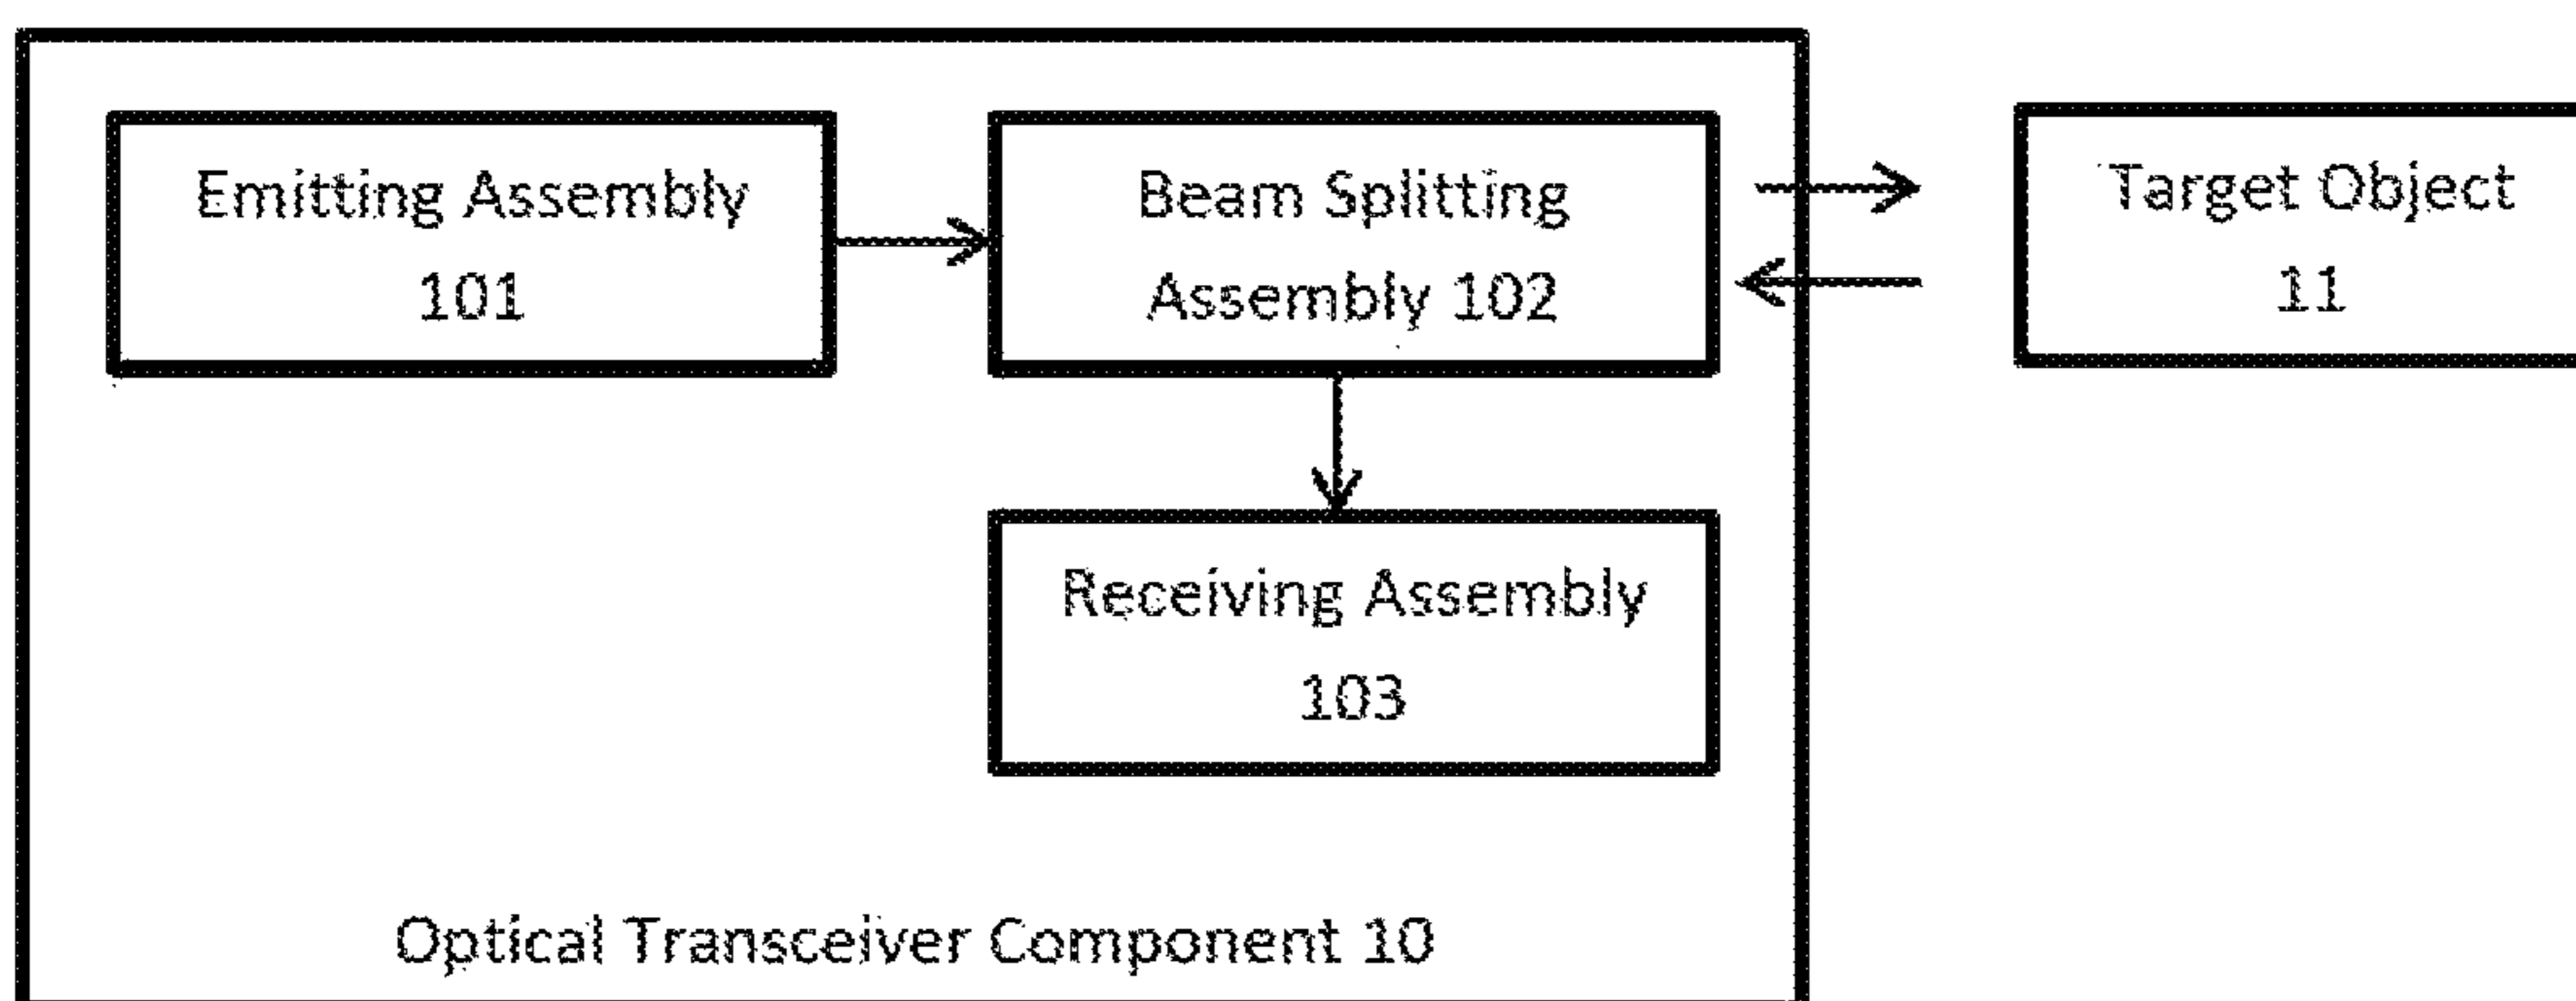 Emitting Assembly
101
Beam Splitting
Assembly 102
Target Object
11
Receiving Assembly
103
Optical Transceiver Component 10